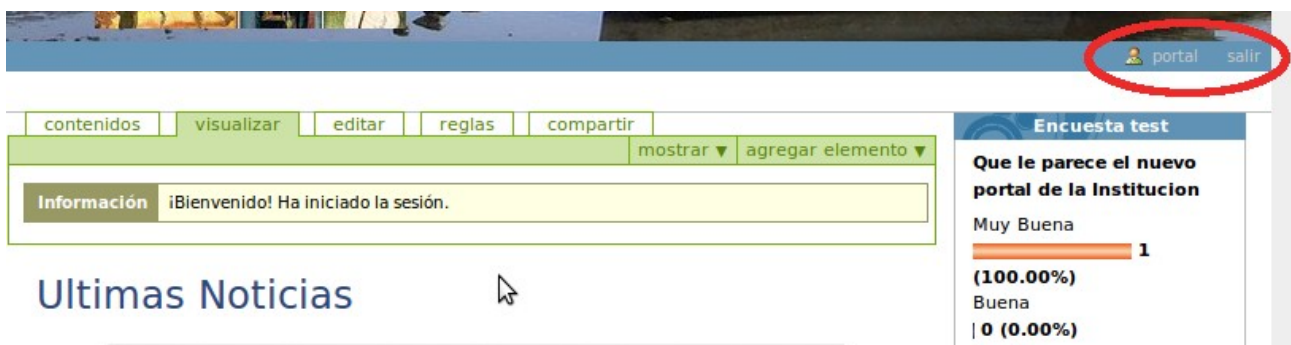 portal salir
contenidos visualizar editar reglas compartir
mostrar ▼ agregar elemento ▼
Información ¡Bienvenido! Ha iniciado la sesión.
Ultimas Noticias
Encuesta test
Que le parece el nuevo
portal de la Institucion
Muy Buena
1
(100.00%)
Buena
0 (0.00%)